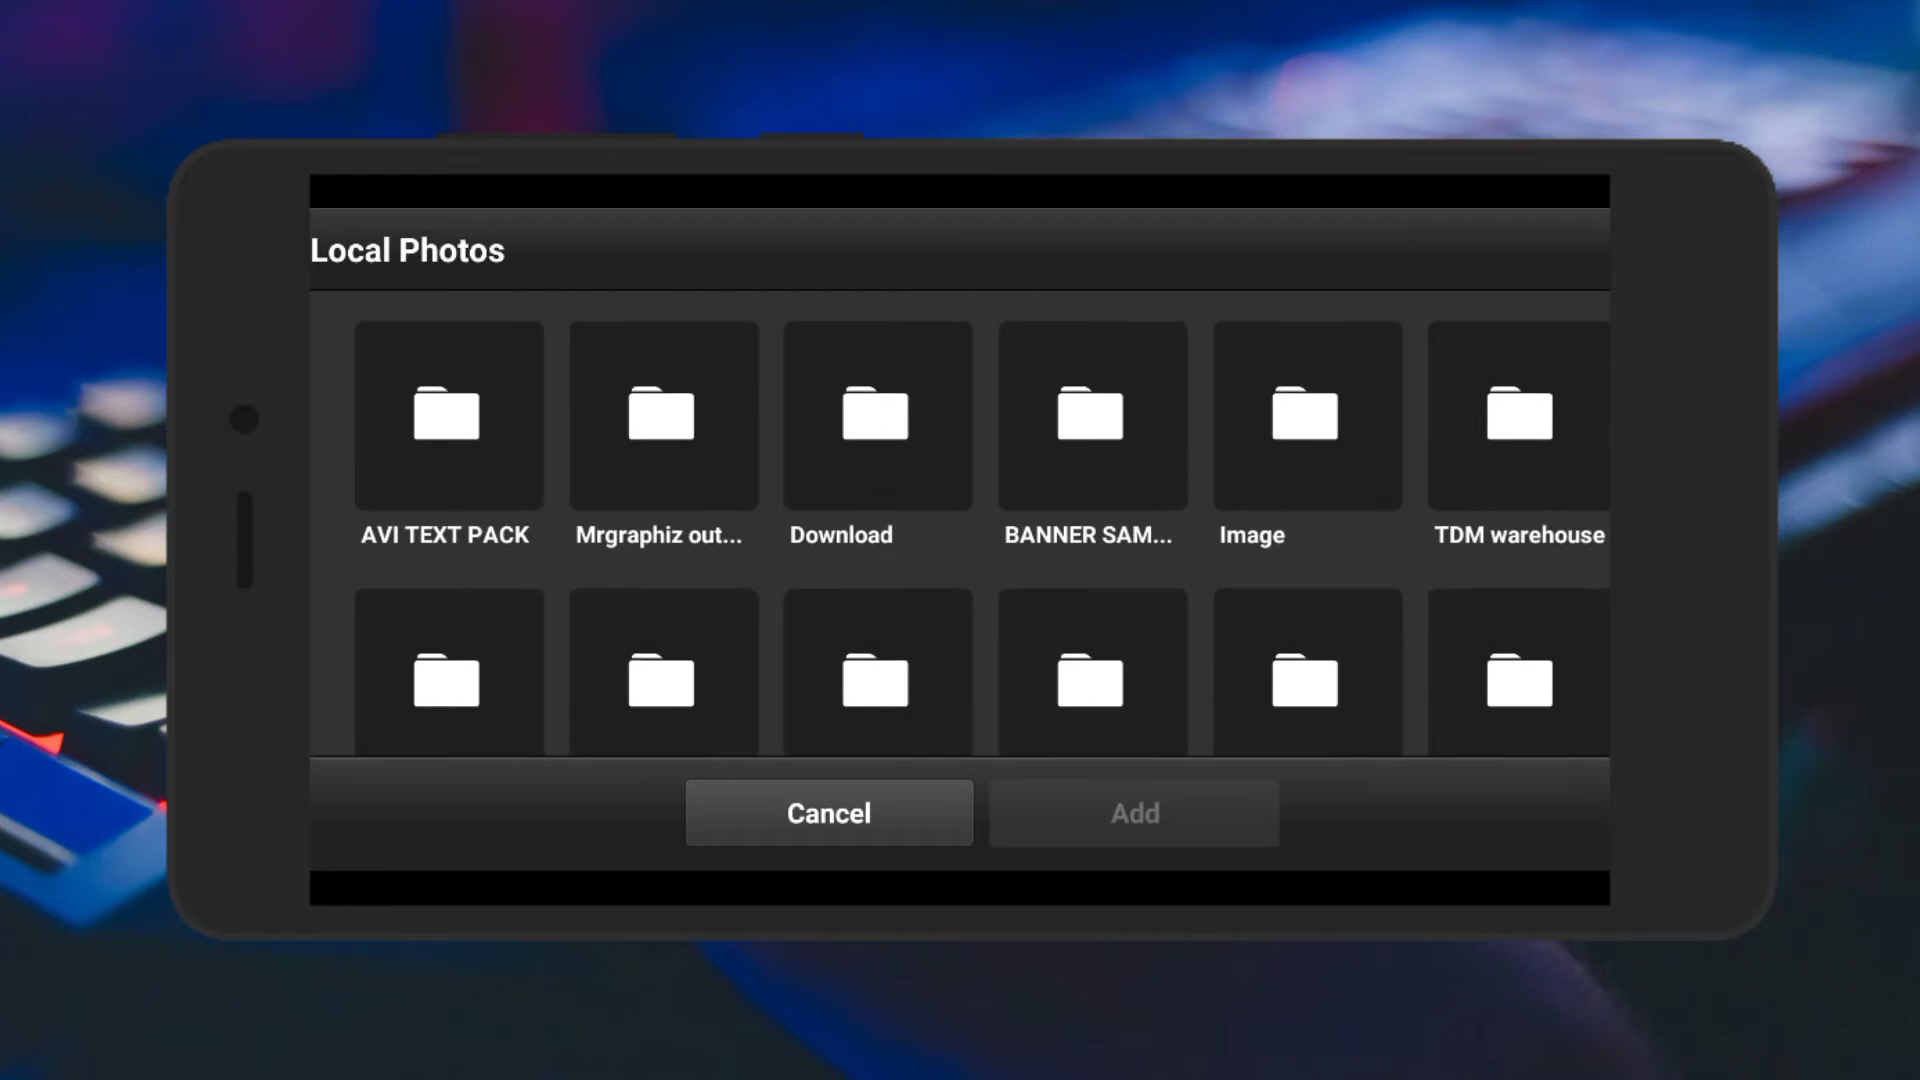 Local Photos
AVI TEXT PACK
Mrgraphiz out...
Download
BANNER SAM...
Image
TDM warehouse
Cancel
Add